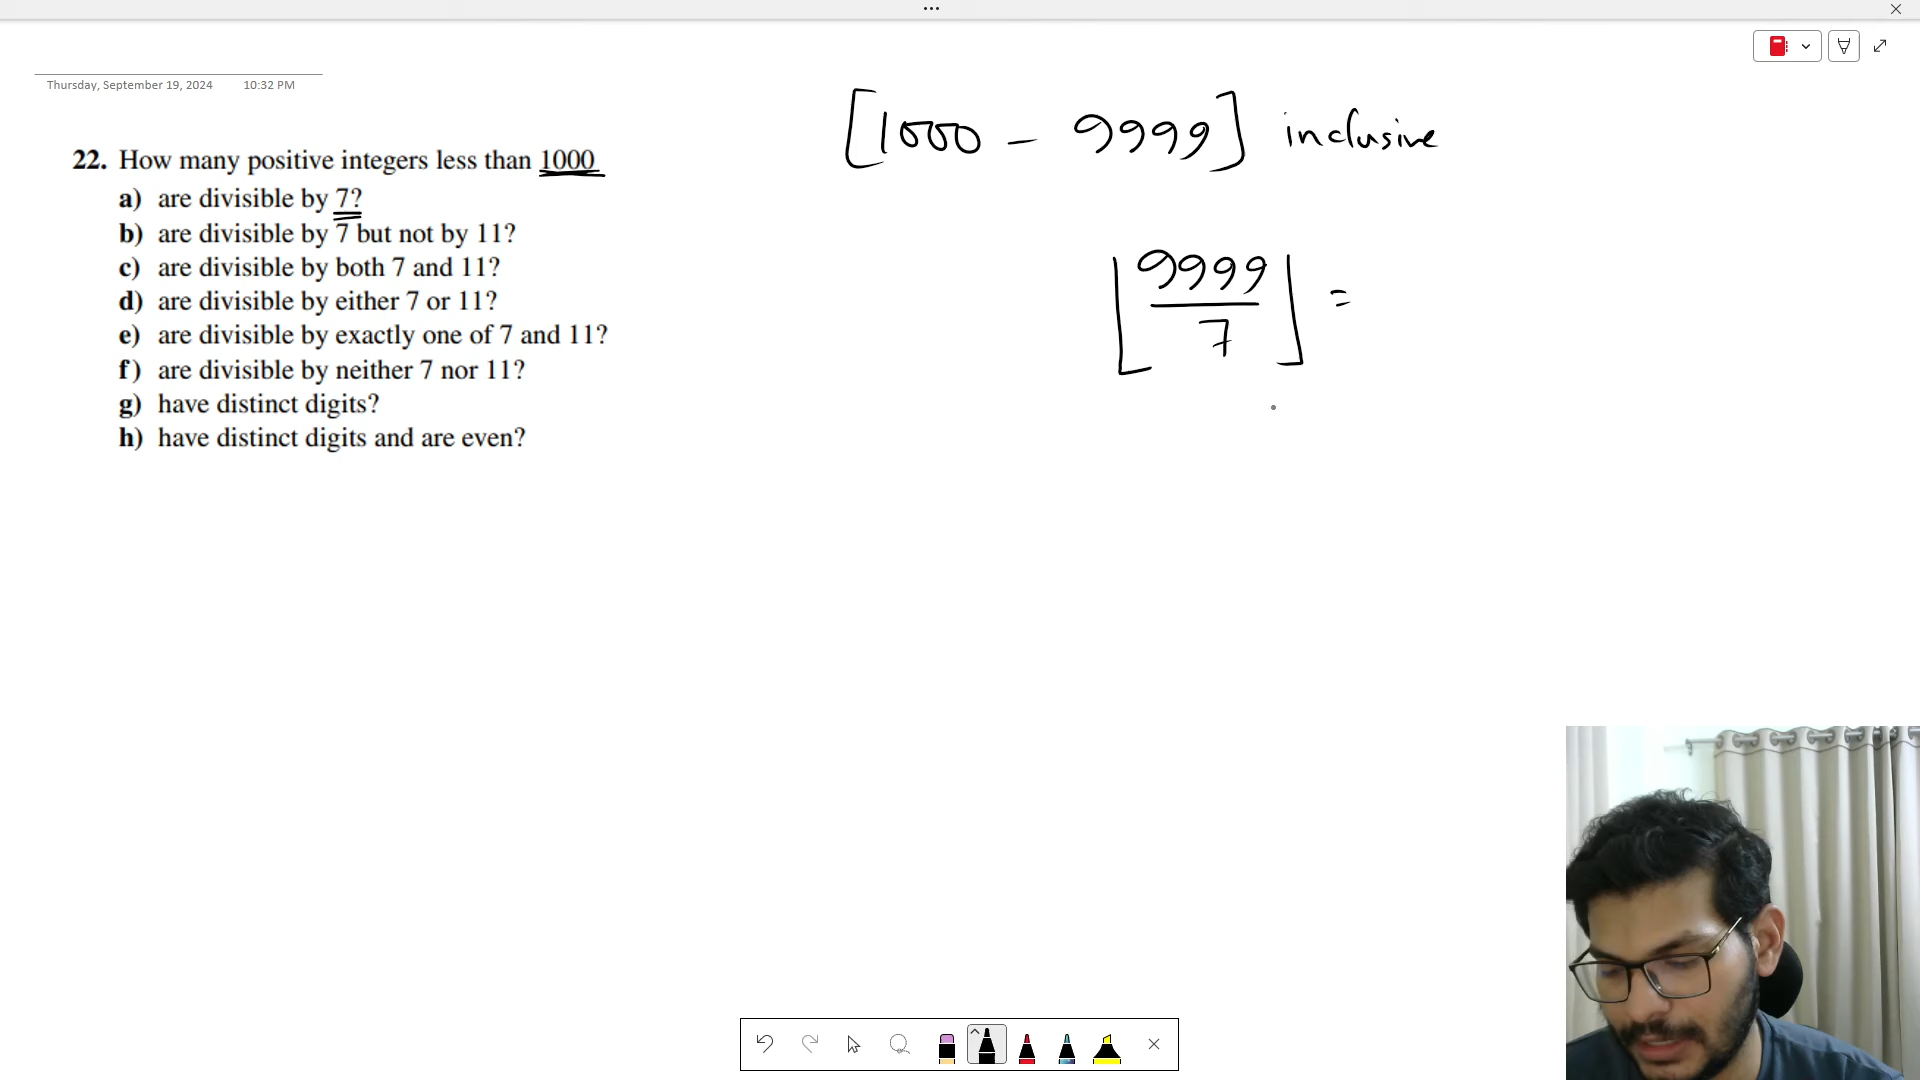 Thursday, September 19, 2024 10:32 PM
22. How many positive integers less than 1000
a) are divisible by 7?
b) are divisible by 7 but not by 11?
c) are divisible by both 7 and 11?
d) are divisible by either 7 or 11?
e) are divisible by exactly one of 7 and 11?
f) are divisible by neither 7 nor 11?
g) have distinct digits?
h) have distinct digits and are even?
[1000 - 9999] inclusive
⌊9999/7⌋ =